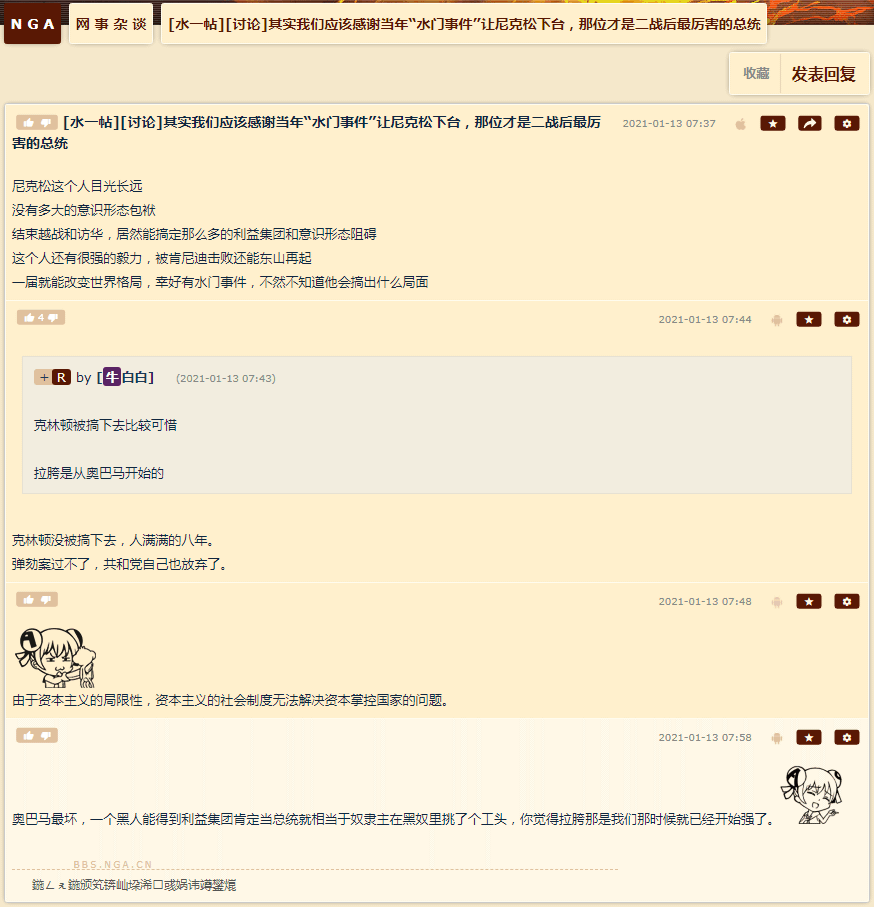 NGA 网事杂谈 [水一帖][讨论]其实我们应该感谢当年“水门事件”让尼克松下台，那位才是二战后最厉害的总统
收藏 发表回复
[水一帖][讨论]其实我们应该感谢当年“水门事件”让尼克松下台，那位才是二战后最厉 2021-01-13 07:37
害的总统
尼克松这个人目光长远
没有多大的意识形态包袱
结束越战和访华，居然能搞定那么多的利益集团和意识形态阻碍
这个人还有很强的毅力，被肯尼迪击败还能东山再起
一届就能改变世界格局，幸好有水门事件，不然不知道他会搞出什么局面
4 2021-01-13 07:44
+ R by [牛白白] (2021-01-13 07:43)
克林顿被搞下去比较可惜
拉胯是从奥巴马开始的
克林顿没被搞下去，人满满的八年。
弹劾案过不了，共和党自己也放弃了。
2021-01-13 07:48
由于资本主义的局限性，资本主义的社会制度无法解决资本掌控国家的问题。
2021-01-13 07:58
奥巴马最坏，一个黑人能得到利益集团肯定当总统就相当于奴隶主在黑奴里挑了个工头，你觉得拉胯那是我们那时候就已经开始强了。
BBS.NGA.CN